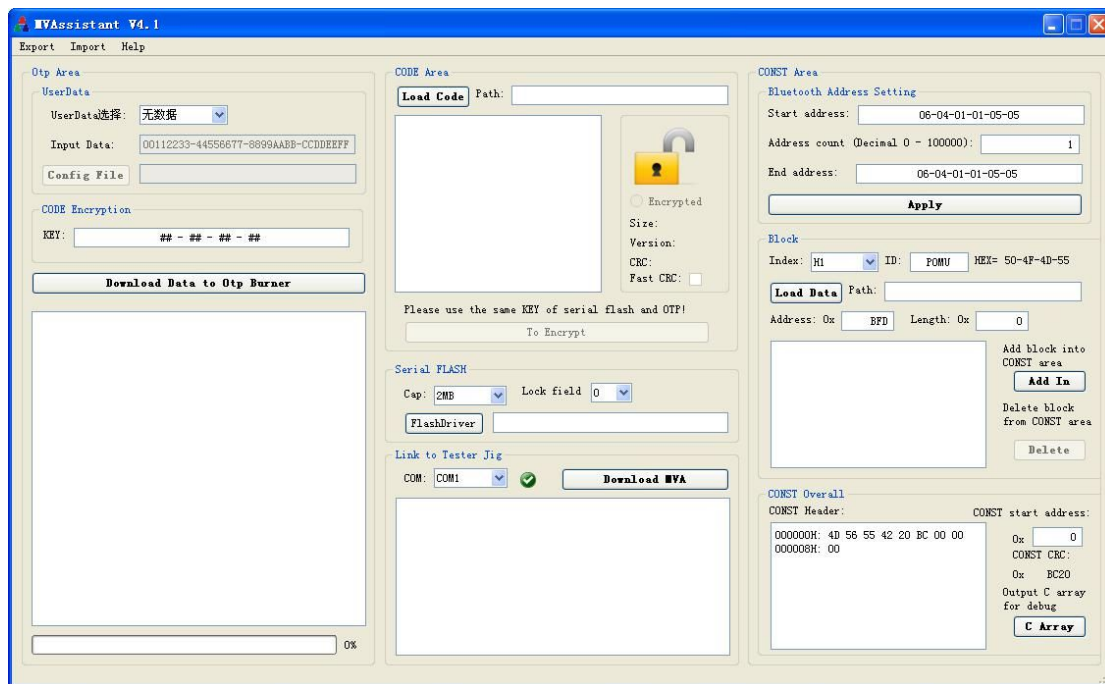 MVAssistant V4.1
Export Import Help
Otp Area
UserData
UserData选择: 无数据
Input Data: 00112233-44556677-8899AABB-CCDDEEFF
Config File
CODE Encryption
KEY: ## - ## - ## - ##
Download Data to Otp Burner
0%
CODE Area
Load Code Path:
Encrypted
Size:
Version:
CRC:
Fast CRC:
Please use the same KEY of serial flash and OTP!
To Encrypt
Serial FLASH
Cap: 2MB Lock field 0
FlashDriver
Link to Tester Jig
COM: COM1 Download MVA
CONST Area
Bluetooth Address Setting
Start address: 06-04-01-01-05-05
Address count (Decimal 0 - 100000): 1
End address: 06-04-01-01-05-05
Apply
Block
Index: H1 ID: POMU HEX= 50-4F-4D-55
Load Data Path:
Address: 0x BFD Length: 0x 0
Add block into
CONST area
Add In
Delete block
from CONST area
Delete
CONST Overall
CONST Header: CONST start address:
000000H: 4D 56 55 42 20 BC 00 00
000008H: 00
0x 0
CONST CRC:
0x BC20
Output C array
for debug
C Array